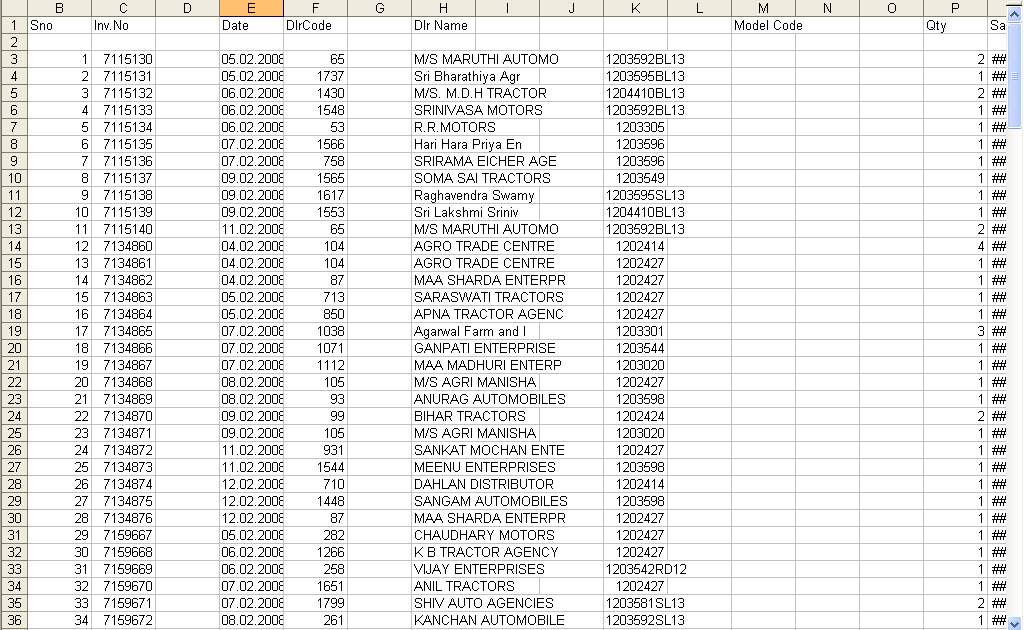 B C D E F G H I J K L M N O P
1 Sno Inv.No Date DlrCode Dlr Name Model Code Qty Sa
2
3 1 7115130 05.02.2008 65 M/S MARUTHI AUTOMO 1203592BL13 2 ##
4 2 7115131 05.02.2008 1737 Sri Bharathiya Agr 1203595BL13 1 ##
5 3 7115132 06.02.2008 1430 M/S. M.D.H TRACTOR 1204410BL13 2 ##
6 4 7115133 06.02.2008 1548 SRINIVASA MOTORS 1203592BL13 1 ##
7 5 7115134 06.02.2008 53 R.R.MOTORS 1203305 1 ##
8 6 7115135 07.02.2008 1566 Hari Hara Priya En 1203596 1 ##
9 7 7115136 07.02.2008 758 SRIRAMA EICHER AGE 1203596 1 ##
10 8 7115137 09.02.2008 1565 SOMA SAI TRACTORS 1203549 1 ##
11 9 7115138 09.02.2008 1617 Raghavendra Swamy 1203595SL13 1 ##
12 10 7115139 09.02.2008 1553 Sri Lakshmi Sriniv 1204410BL13 1 ##
13 11 7115140 11.02.2008 65 M/S MARUTHI AUTOMO 1203592BL13 2 ##
14 12 7134860 04.02.2008 104 AGRO TRADE CENTRE 1202414 4 ##
15 13 7134861 04.02.2008 104 AGRO TRADE CENTRE 1202427 1 ##
16 14 7134862 04.02.2008 87 MAA SHARDA ENTERPR 1202427 1 ##
17 15 7134863 05.02.2008 713 SARASWATI TRACTORS 1202427 1 ##
18 16 7134864 05.02.2008 850 APNA TRACTOR AGENC 1202427 1 ##
19 17 7134865 07.02.2008 1038 Agarwal Farm and I 1203301 3 ##
20 18 7134866 07.02.2008 1071 GANPATI ENTERPRISE 1203544 1 ##
21 19 7134867 07.02.2008 1112 MAA MADHURI ENTERP 1203020 1 ##
22 20 7134868 08.02.2008 105 M/S AGRI MANISHA 1202427 1 ##
23 21 7134869 08.02.2008 93 ANURAG AUTOMOBILES 1203598 1 ##
24 22 7134870 09.02.2008 99 BIHAR TRACTORS 1202424 2 ##
25 23 7134871 09.02.2008 105 M/S AGRI MANISHA 1203020 1 ##
26 24 7134872 11.02.2008 931 SANKAT MOCHAN ENTE 1202427 1 ##
27 25 7134873 11.02.2008 1544 MEENU ENTERPRISES 1203598 1 ##
28 26 7134874 12.02.2008 710 DAHLAN DISTRIBUTOR 1202414 1 ##
29 27 7134875 12.02.2008 1448 SANGAM AUTOMOBILES 1203598 1 ##
30 28 7134876 12.02.2008 87 MAA SHARDA ENTERPR 1202427 1 ##
31 29 7159667 05.02.2008 282 CHAUDHARY MOTORS 1202427 1 ##
32 30 7159668 06.02.2008 1266 K B TRACTOR AGENCY 1202427 1 ##
33 31 7159669 06.02.2008 258 VIJAY ENTERPRISES 1203542RD12 1 ##
34 32 7159670 07.02.2008 1651 ANIL TRACTORS 1202427 1 ##
35 33 7159671 07.02.2008 1799 SHIV AUTO AGENCIES 1203581SL13 2 ##
36 34 7159672 08.02.2008 261 KANCHAN AUTOMOBILE 1203592SL13 1 ##